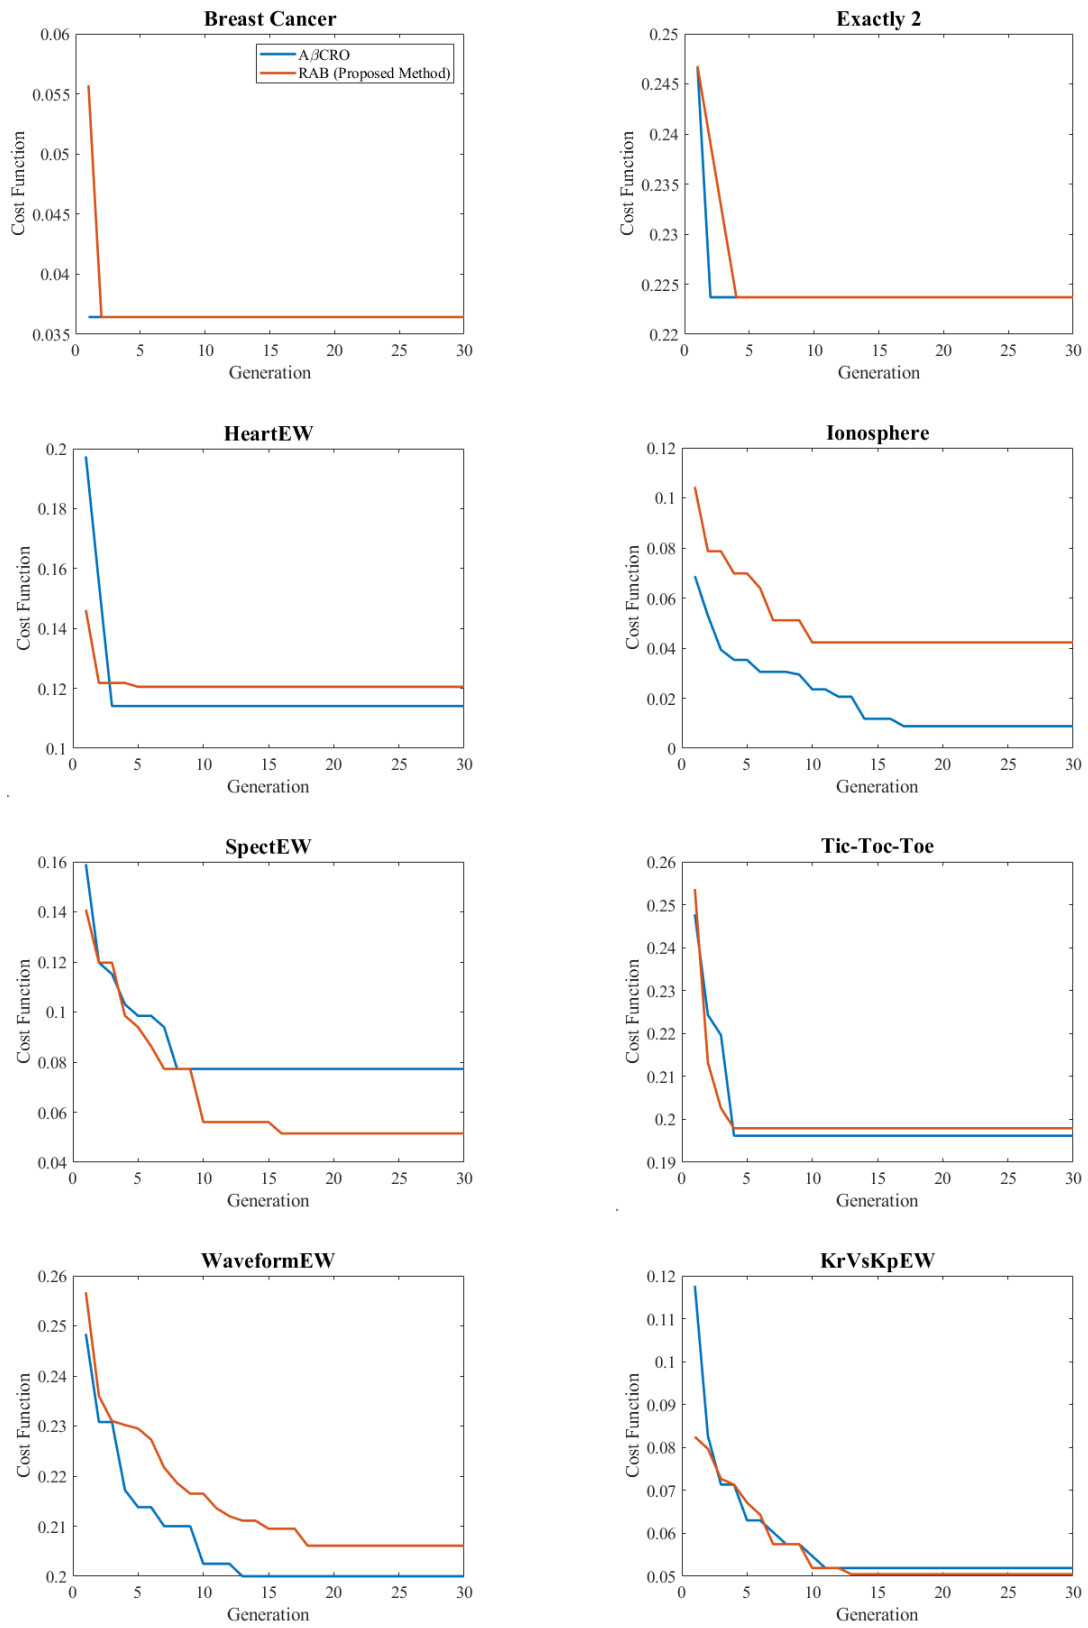 Breast Cancer
0.06
0.055
0.05
0.045
0.04
0.035
Cost Function
AβCRO
RAB (Proposed Method)
0 5 10 15 20 25 30
Generation
Exactly 2
0.25
0.245
0.24
0.235
0.23
0.225
0.22
Cost Function
0 5 10 15 20 25 30
Generation
HeartEW
0.2
0.18
0.16
0.14
0.12
0.1
Cost Function
0 5 10 15 20 25 30
Generation
Ionosphere
0.12
0.1
0.08
0.06
0.04
0.02
0
Cost Function
0 5 10 15 20 25 30
Generation
SpectEW
0.16
0.14
0.12
0.1
0.08
0.06
0.04
Cost Function
0 5 10 15 20 25 30
Generation
Tic-Toc-Toe
0.26
0.25
0.24
0.23
0.22
0.21
0.2
0.19
Cost Function
0 5 10 15 20 25 30
Generation
WaveformEW
0.26
0.25
0.24
0.23
0.22
0.21
0.2
Cost Function
0 5 10 15 20 25 30
Generation
KrVsKpEW
0.12
0.11
0.1
0.09
0.08
0.07
0.06
0.05
Cost Function
0 5 10 15 20 25 30
Generation